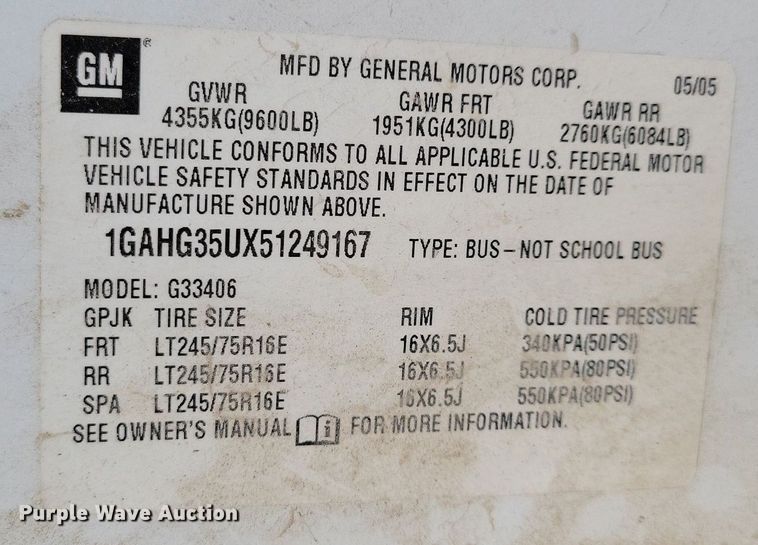 GM®
MFD BY GENERAL MOTORS CORP. 05/05
GVWR GAWR FRT GAWR RR
4355KG(9600LB) 1951KG(4300LB) 2760KG(6084LB)
THIS VEHICLE CONFORMS TO ALL APPLICABLE U.S. FEDERAL MOTOR
VEHICLE SAFETY STANDARDS IN EFFECT ON THE DATE OF
MANUFACTURE SHOWN ABOVE.
1GAHG35UX51249167 TYPE: BUS-NOT SCHOOL BUS
MODEL: G33406
GPJK TIRE SIZE RIM COLD TIRE PRESSURE
FRT LT245/75R16E 16X6.5J 340KPA(50PSI)
RR LT245/75R16E 16X6.5J 550KPA(80PSI)
SPA LT245/75R16E 16X6.5J 550KPA(80PSI)
SEE OWNER'S MANUAL i FOR MORE INFORMATION.
Purple Wave Auction